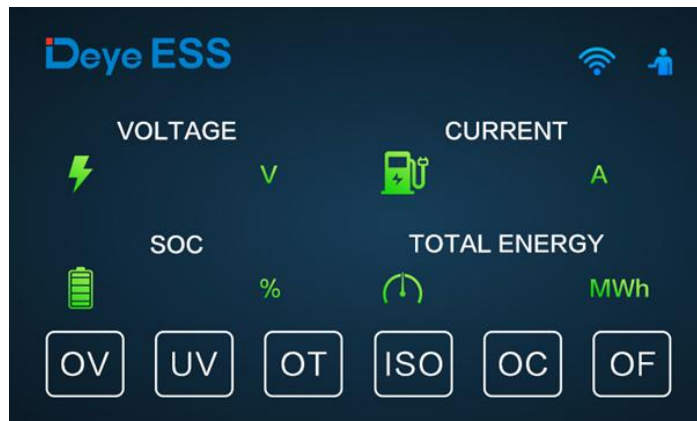 Deye ESS
VOLTAGE CURRENT
V A
SOC TOTAL ENERGY
% MWh
OV UV OT ISO OC OF